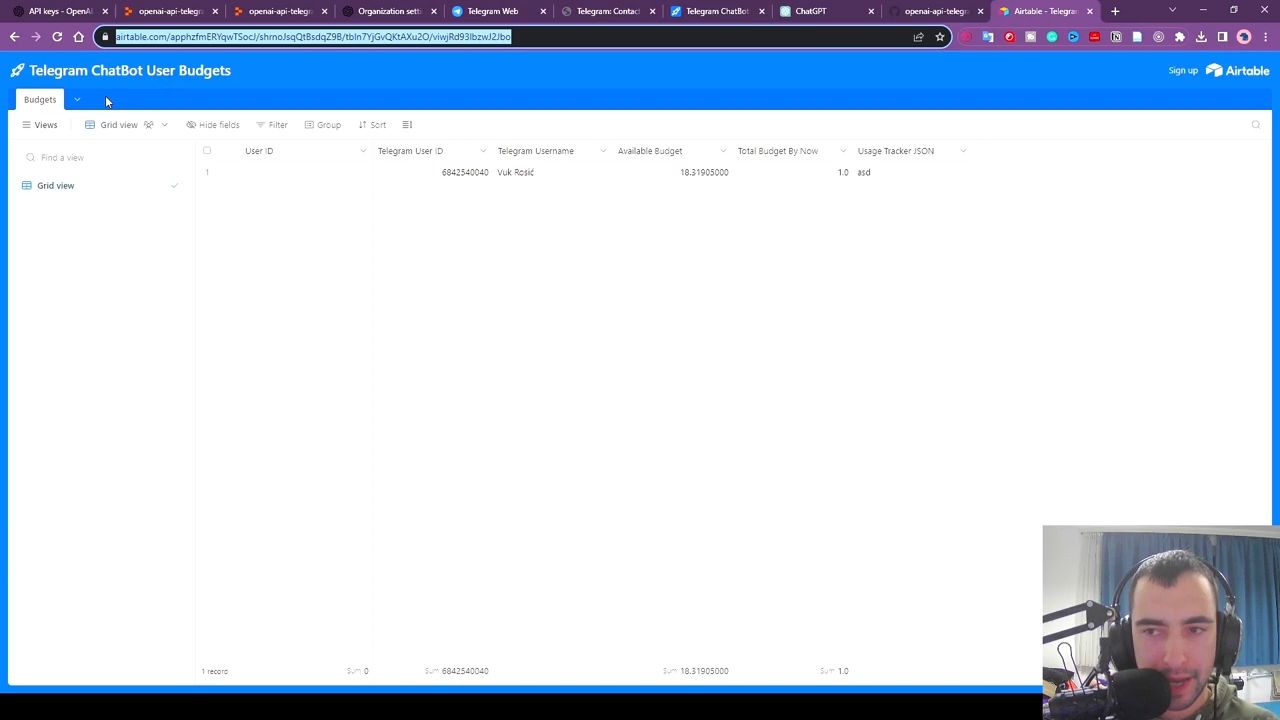 API keys - OpenAI
openai-api-telegr
openai-api-telegr
Organization setti
Telegram Web
Telegram: Contac
Telegram ChatBot
ChatGPT
openai-api-telegr
Airtable - Telegram
airtable.com/apphzfmERYqwTSocJ/shrnoJsqQtBsdqZ9B/tbln7YjGvQKtAXu2O/viwjRd93lbzwJ2Jbo
Telegram ChatBot User Budgets
Sign up
Airtable
Budgets
Views
Grid view
Hide fields
Filter
Group
Sort
Find a view
Grid view
User ID
Telegram User ID
Telegram Username
Available Budget
Total Budget By Now
Usage Tracker JSON
1
6842540040
Vuk Rosić
18.31905000
1.0
asd
1 record
Sum 0
Sum 6842540040
Sum 18.31905000
Sum 1.0